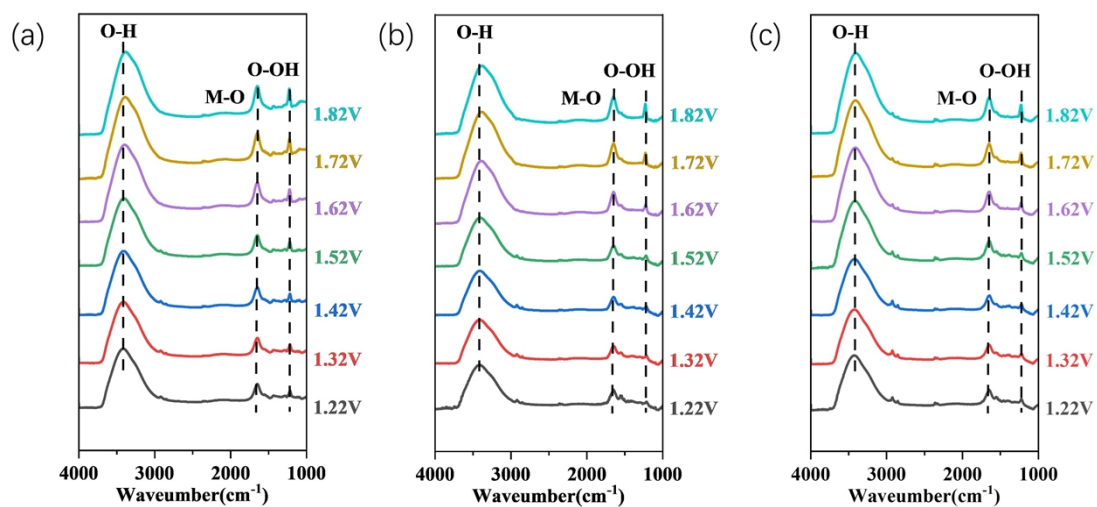 (a)
O-H
O-OH
M-O
1.82V
1.72V
1.62V
1.52V
1.42V
1.32V
1.22V
4000 3000 2000 1000
Waveumber(cm⁻¹)
(b)
O-H
O-OH
M-O
1.82V
1.72V
1.62V
1.52V
1.42V
1.32V
1.22V
4000 3000 2000 1000
Waveumber(cm⁻¹)
(c)
O-H
O-OH
M-O
1.82V
1.72V
1.62V
1.52V
1.42V
1.32V
1.22V
4000 3000 2000 1000
Waveumber(cm⁻¹)